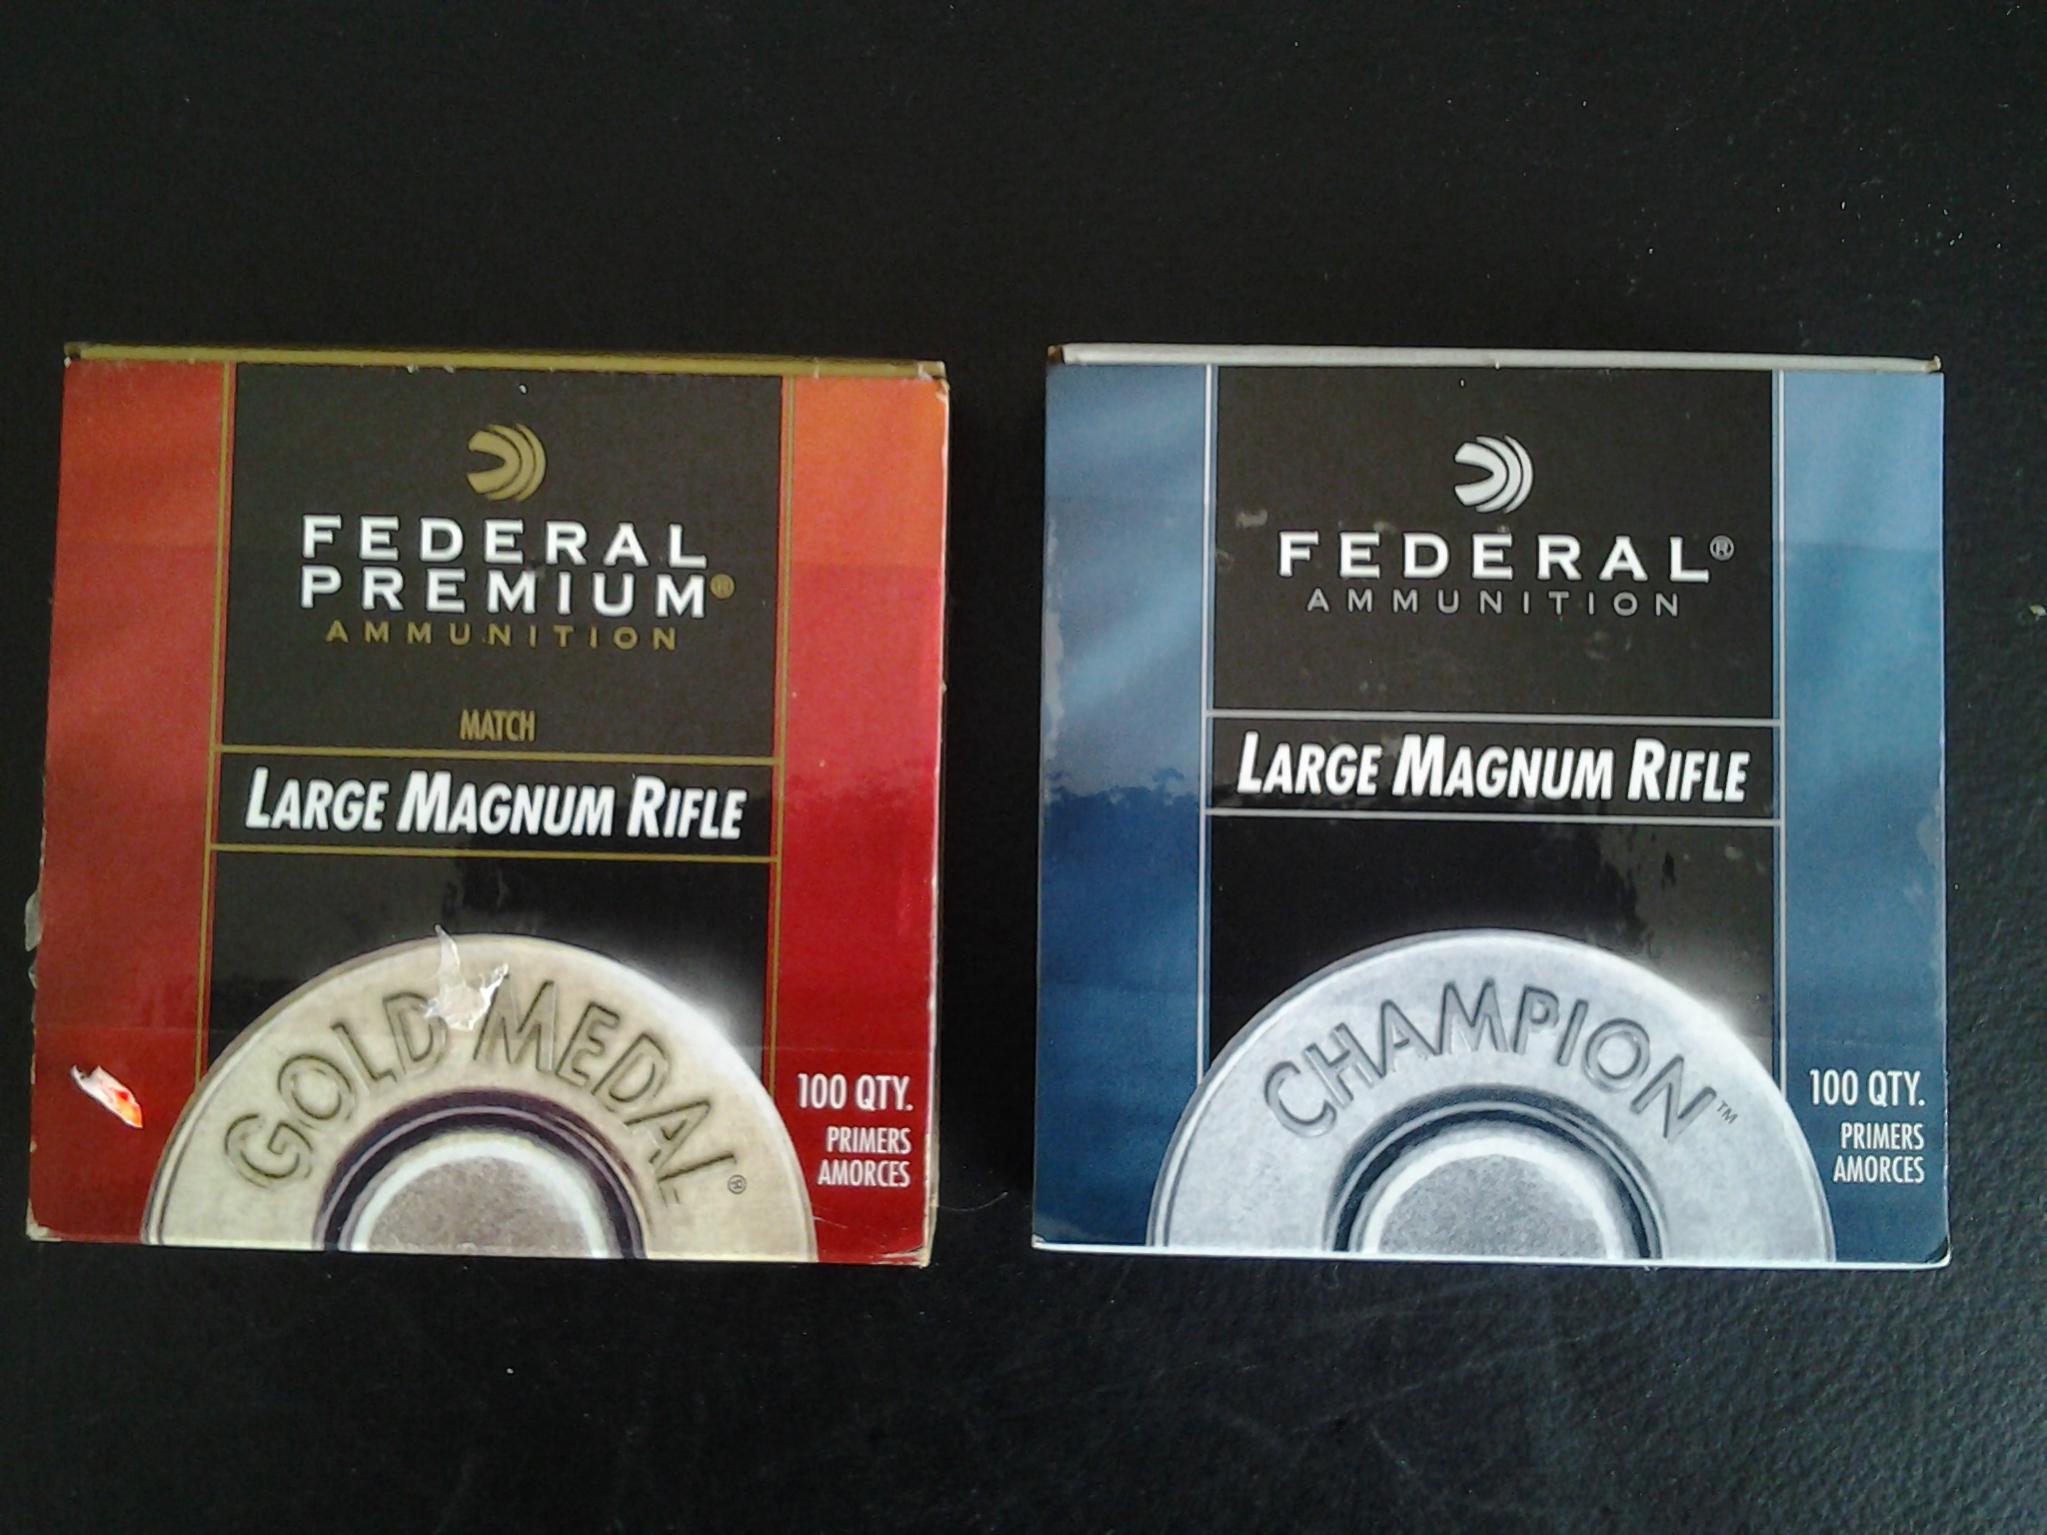 FEDERAL
PREMIUM®
AMMUNITION
MATCH
LARGE MAGNUM RIFLE
GOLD MEDAL®
100 QTY.
PRIMERS
AMORCES
FEDERAL®
AMMUNITION
LARGE MAGNUM RIFLE
CHAMPION™
100 QTY.
PRIMERS
AMORCES